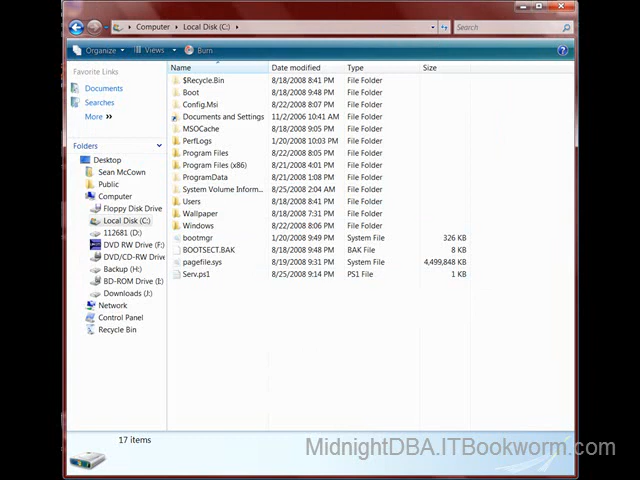 Computer ▸ Local Disk (C:) ▸
Search
Organize Views Burn
Favorite Links
Documents
Searches
More »
Folders
Desktop
Sean McCown
Public
Computer
Floppy Disk Drive
Local Disk (C:)
112681 (D:)
DVD RW Drive (F:)
DVD/CD-RW Drive
Backup (H:)
BD-ROM Drive (I:)
Downloads (J:)
Network
Control Panel
Recycle Bin
Name Date modified Type Size
$Recycle.Bin 8/18/2008 8:41 PM File Folder
Boot 8/18/2008 9:48 PM File Folder
Config.Msi 8/22/2008 8:07 PM File Folder
Documents and Settings 11/2/2006 10:41 AM File Folder
MSOCache 8/18/2008 9:05 PM File Folder
PerfLogs 1/20/2008 10:03 PM File Folder
Program Files 8/22/2008 8:05 PM File Folder
Program Files (x86) 8/21/2008 4:01 PM File Folder
ProgramData 8/21/2008 1:08 PM File Folder
System Volume Inform... 8/25/2008 2:04 AM File Folder
Users 8/18/2008 8:41 PM File Folder
Wallpaper 8/18/2008 7:31 PM File Folder
Windows 8/22/2008 8:06 PM File Folder
bootmgr 1/20/2008 9:49 PM System File 326 KB
BOOTSECT.BAK 8/18/2008 9:48 PM BAK File 8 KB
pagefile.sys 8/19/2008 9:31 PM System File 4,499,848 KB
Serv.ps1 8/25/2008 9:14 PM PS1 File 1 KB
17 items
MidnightDBA.ITBookworm.com